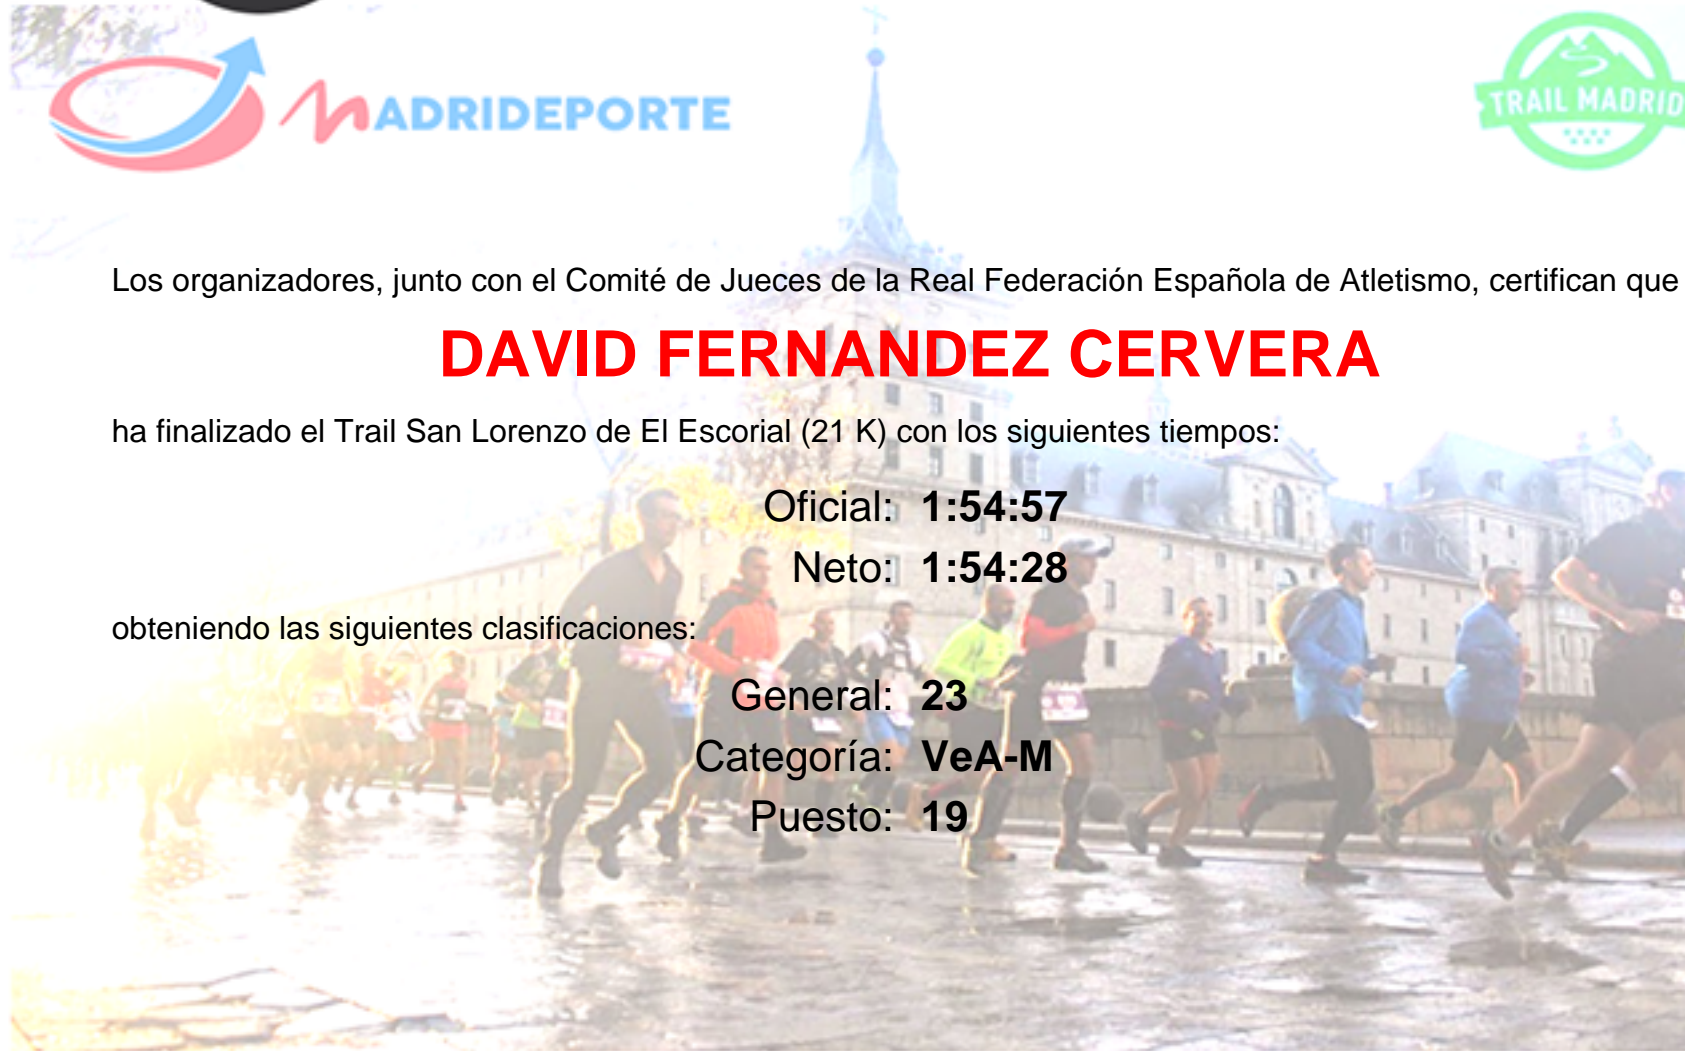 MADRIDEPORTE
TRAIL MADRID
Los organizadores, junto con el Comité de Jueces de la Real Federación Española de Atletismo, certifican que
DAVID FERNANDEZ CERVERA
ha finalizado el Trail San Lorenzo de El Escorial (21 K) con los siguientes tiempos:
Oficial: 1:54:57
Neto: 1:54:28
obteniendo las siguientes clasificaciones:
General: 23
Categoría: VeA-M
Puesto: 19